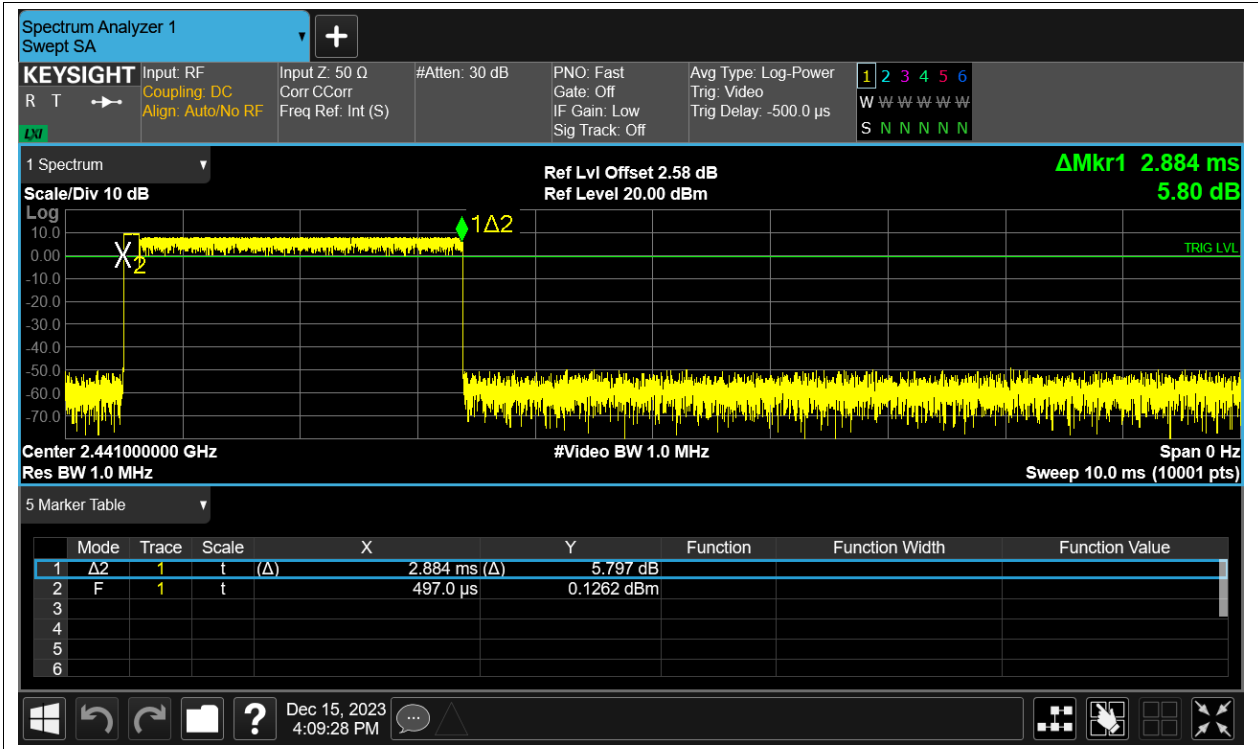 Spectrum Analyzer 1
Swept SA
KEYSIGHT
R T
LXI
Input: RF
Coupling: DC
Align: Auto/No RF
Input Z: 50 Ω
Corr CCorr
Freq Ref: Int (S)
#Atten: 30 dB
PNO: Fast
Gate: Off
IF Gain: Low
Sig Track: Off
Avg Type: Log-Power
Trig: Video
Trig Delay: -500.0 µs
1 2 3 4 5 6
W W W W W W
S N N N N N
1 Spectrum
Scale/Div 10 dB
Ref Lvl Offset 2.58 dB
Ref Level 20.00 dBm
ΔMkr1 2.884 ms
5.80 dB
Log
10.0
0.00
-10.0
-20.0
-30.0
-40.0
-50.0
-60.0
-70.0
X2
1Δ2
TRIG LVL
Center 2.441000000 GHz
#Video BW 1.0 MHz
Span 0 Hz
Res BW 1.0 MHz
Sweep 10.0 ms (10001 pts)
5 Marker Table
Mode Trace Scale X Y Function Function Width Function Value
1 Δ2 1 t (Δ) 2.884 ms (Δ) 5.797 dB
2 F 1 t 497.0 µs 0.1262 dBm
3
4
5
6
?
Dec 15, 2023
4:09:28 PM